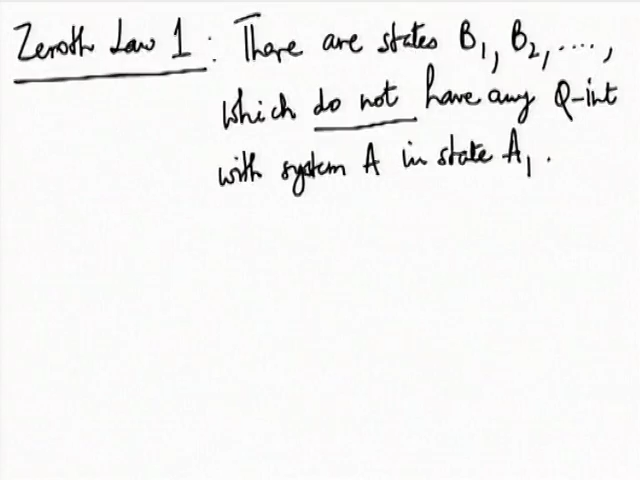 Zeroth Law 1 : There are states B₁, B₂, ....,
which do not have any Q-int
with system A in state A₁.